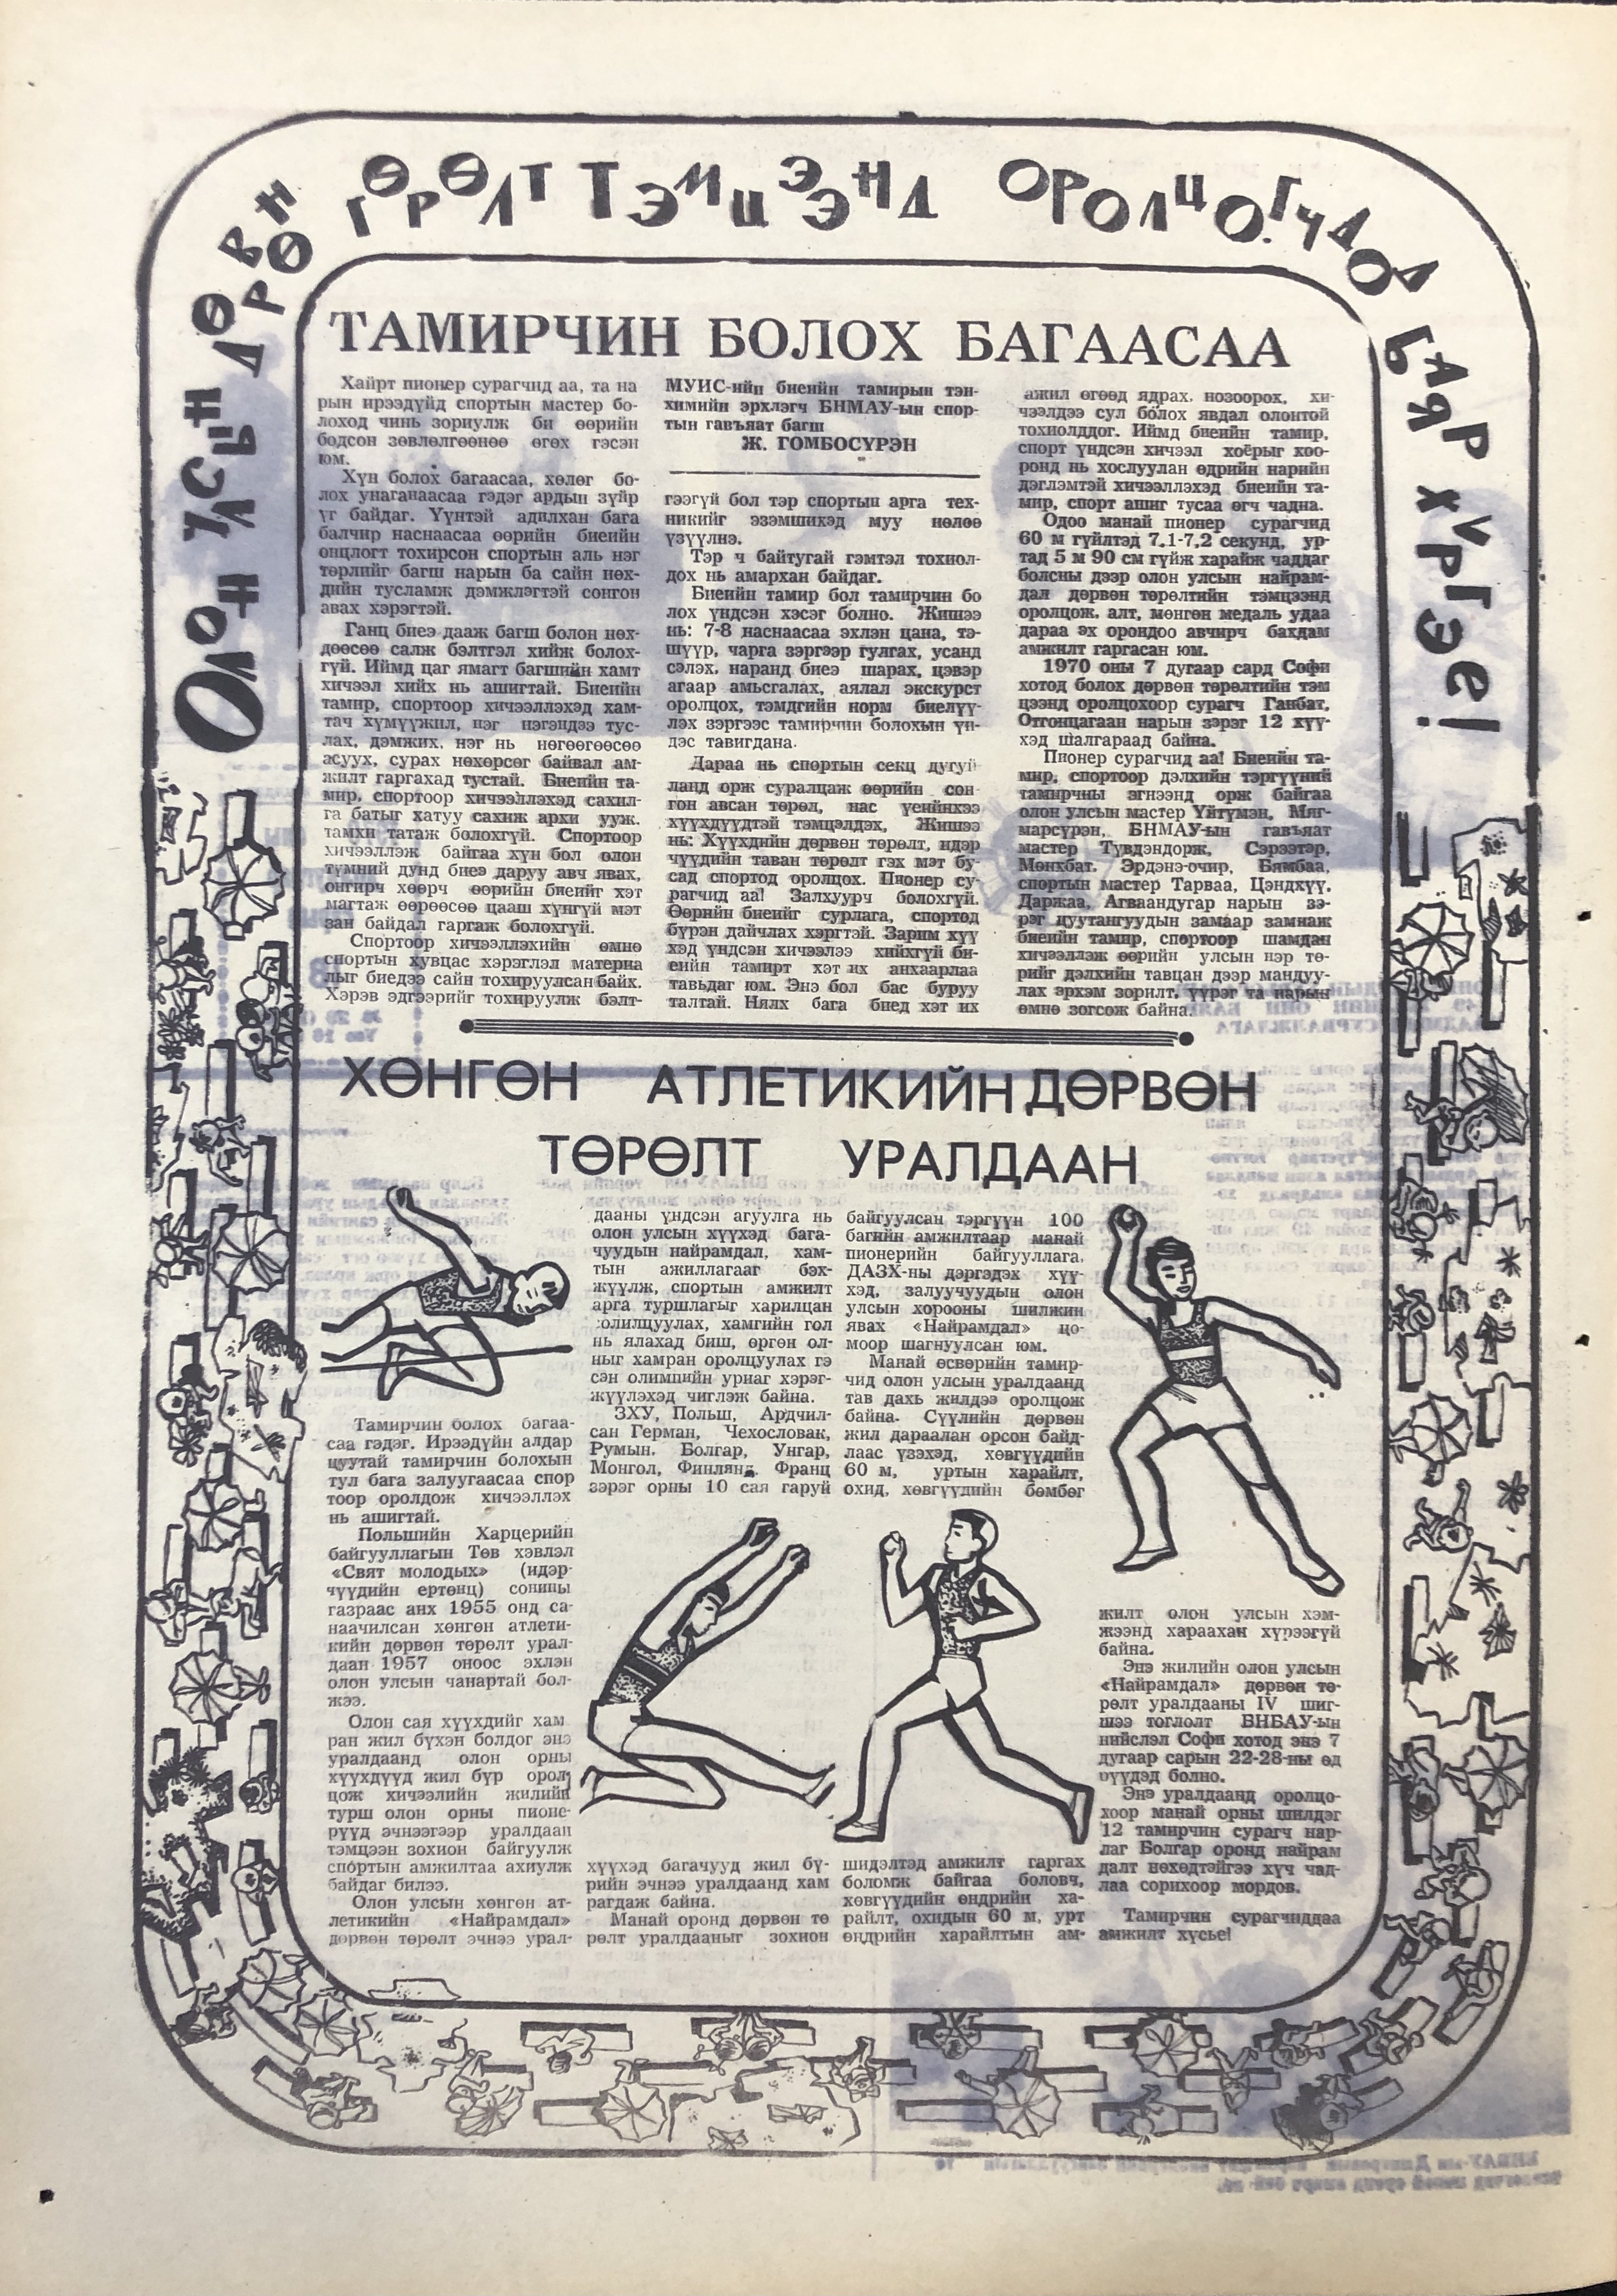 Олон улсын дөрвөн төрөлт тэмцээнд оролцогчдод баяр хүргэе!
ТАМИРЧИН БОЛОХ БАГААСАА
Хайрт пионер сурагчид аа, та на
рын ирээдүйд спортын мастер бо-
лоход чинь зориулж би өөрийн
бодсон зөвлөлгөөнөө өгөх гэсэн
юм.
Хүн болох багаасаа, хөлөг бо-
лох унаганаасаа гэдэг ардын зүйр
үг байдаг. Үүнтэй адилхан бага
балчир наснаасаа өөрийн биеийн
онцлогт тохирсон спортын аль нэг
төрлийг багш нарын ба сайн нөх-
дийн тусламж дэмжлэгтэй сонгон
авах хэрэгтэй.
Ганц биеэ дааж багш болон нөх-
дөөсөө салж бэлтгэл хийж болох-
гүй. Иймд цаг ямагт багшийн хамт
хичээл хийх нь ашигтай. Биеийн
тамир, спортоор хичээллэхэд хам-
тач хүмүүжил, нэг нэгэндээ тус-
лах, дэмжих, нэг нь нөгөөгөөсөө
асуух, сурах нөхөрсөг байвал ам-
жилт гаргахад тустай. Биеийн та-
мир, спортоор хичээллэхэд сахил-
га батыг хатуу сахиж архи ууж,
тамхи татаж болохгүй. Спортоор
хичээллэж байгаа хүн бол олон
түмний дунд биеэ даруу авч явах,
онгирч хөөрч өөрийн биеийг хэт
магтаж өөрөөсөө цааш хүнгүй мэт
зан байдал гаргаж болохгүй.
Спортоор хичээллэхийн өмнө
спортын хувцас хэрэглэл материа
лыг биедээ сайн тохируулсан байх.
Хэрэв эдгээрийг тохируулж бэлт-
МУИС-ийн биеийн тамирын тэн-
химийн эрхлэгч БНМАУ-ын спор-
тын гавъяат багш
Ж. ГОМБОСҮРЭН
гээгүй бол тэр спортын арга тех-
никийг эзэмшихэд муу нөлөө
үзүүлнэ.
Тэр ч байтугай гэмтэл тохиол-
дох нь амархан байдаг.
Биеийн тамир бол тамирчин бо
лох үндсэн хэсэг болно. Жишээ
нь: 7-8 наснаасаа эхлэн цана, тэ-
шүүр, чарга зэргээр гулгах, усанд
сэлэх, наранд биеэ шарах, цэвэр
агаар амьсгалах, аялал экскурст
оролцох, тэмдгийн норм биелүү-
лэх зэргээс тамирчин болохын үн-
дэс тавигдана.
Дараа нь спортын секц дугуй
ланд орж суралцаж өөрийн сон-
гон авсан төрөл, нас үеийнхээ
хүүхдүүдтэй тэмцэлдэх, Жишээ
нь: Хүүхдийн дөрвөн төрөлт, идэр
чүүдийн таван төрөлт гэх мэт бу-
сад спортод оролцох. Пионер су-
рагчид аа! Залхуурч болохгүй.
Өөрийн биеийг сурлага, спортод
бүрэн дайчлах хэргтэй. Зарим хүү
хэд үндсэн хичээлээ хийхгүй би-
еийн тамирт хэт их анхаарлаа
тавьдаг юм. Энэ бол бас буруу
талтай. Нялх бага биед хэт их
ажил өгөөд ядрах, нозоорох, хи-
чээлдээ сул болох явдал олонтой
тохиолддог. Иймд биеийн тамир,
спорт үндсэн хичээл хоёрыг хоо-
ронд нь хослуулан өдрийн нарийн
дэглэмтэй хичээллэхэд биеийн та-
мир, спорт ашиг тусаа өгч чадна.
Одоо манай пионер сурагчид
60 м гүйлтэд 7,1-7,2 секунд, ур-
тад 5 м 90 см гүйж харайж чаддаг
болсны дээр олон улсын найрам-
дал дөрвөн төрөлтийн тэмцээнд
оролцож, алт, мөнгөн медаль удаа
дараа эх орондоо авчирч бахдам
амжилт гаргасан юм.
1970 оны 7 дугаар сард Софи
хотод болох дөрвөн төрөлтийн тэм
цээнд оролцохоор сурагч Ганбат,
Отгонцагаан нарын зэрэг 12 хүү-
хэд шалгараад байна.
Пионер сурагчид аа! Биеийн та-
мир, спортоор дэлхийн тэргүүний
тамирчны эгнээнд орж байгаа
олон улсын мастер Үйтүмэн, Мяг-
марсүрэн, БНМАУ-ын гавъяат
мастер Түвдэндорж, Сэрээтэр,
Мөнхбат, Эрдэнэ-очир, Бямбаа,
спортын мастер Тарваа, Цэндхүү,
Даржаа, Агваандугар нарын зэ-
рэг цуутангуудын замаар замнаж
биеийн тамир, спортоор шамдан
хичээллэж өөрийн улсын нэр тө-
рийг дэлхийн тавцан дээр мандуу-
лах эрхэм зорилт, үүрэг та нарын
өмнө зогсож байна.
ХӨНГӨН АТЛЕТИКИЙН ДӨРВӨН
ТӨРӨЛТ УРАЛДААН
Тамирчин болох багаа-
саа гэдэг. Ирээдүйн алдар
цуутай тамирчин болохын
тул бага залуугаасаа спор
тоор оролдож хичээллэх
нь ашигтай.
Польшийн Харцерийн
байгууллагын Төв хэвлэл
«Свят молодых» (идэр-
чүүдийн ертөнц) сонины
газраас анх 1955 онд са-
наачилсан хөнгөн атлети-
кийн дөрвөн төрөлт урал-
даан 1957 оноос эхлэн
олон улсын чанартай бол-
жээ.
Олон сая хүүхдийг хам
ран жил бүхэн болдог энэ
уралдаанд олон орны
хүүхдүүд жил бүр орол
цож хичээлийн жилийн
турш олон орны пионе-
рүүд эчнээгээр уралдаан
тэмцээн зохион байгуулж
спортын амжилтаа ахиулж
байдаг билээ.
Олон улсын хөнгөн ат-
летикийн «Найрамдал»
дөрвөн төрөлт эчнээ урал-
дааны үндсэн агуулга нь
олон улсын хүүхэд бага-
чуудын найрамдал, хам-
тын ажиллагааг бэх-
жүүлж, спортын амжилт
арга туршлагыг харилцан
солилцуулах, хамгийн гол
нь ялахад биш, өргөн ол-
ныг хамран оролцуулах гэ
сэн олимпийн уриаг хэрэг-
жүүлэхэд чиглэж байна.
ЗХУ, Польш, Ардчил-
сан Герман, Чехословак,
Румын, Болгар, Унгар,
Монгол, Финлянд, Франц
зэрэг орны 10 сая гаруй
хүүхэд багачууд жил бү-
рийн эчнээ уралдаанд хам
рагдаж байна.
Манай оронд дөрвөн тө
рөлт уралдааныг зохион
байгуулсан тэргүүн 100
багийн амжилтаар манай
пионерийн байгууллага,
ДАЗХ-ны дэргэдэх хүү-
хэд, залуучуудын олон
улсын хорооны шилжин
явах «Найрамдал» цо-
моор шагнуулсан юм.
Манай өсвөрийн тамир-
чид олон улсын уралдаанд
тав дахь жилдээ оролцож
байна. Сүүлийн дөрвөн
жил дараалан орсон байд-
лаас үзэхэд, хөвгүүдийн
60 м, уртын харайлт,
охид, хөвгүүдийн бөмбөг
шидэлтэд амжилт гаргах
боломж байгаа боловч,
хөвгүүдийн өндрийн ха-
райлт, охидын 60 м, урт
өндрийн харайлтын ам-
жилт олон улсын хэм-
жээнд хараахан хүрээгүй
байна.
Энэ жилийн олон улсын
«Найрамдал» дөрвөн тө-
рөлт уралдааны IV шиг-
шээ тоглолт ВНБАУ-ын
нийслэл Софи хотод энэ 7
дугаар сарын 22-28-ны өд
рүүдэд болно.
Энэ уралдаанд оролцо-
хоор манай орны шилдэг
12 тамирчин сурагч нар-
лаг Болгар оронд найрам
далт нөхөдтэйгээ хүч чад-
лаа сорихоор мордов.
Тамирчин сурагчиддаа
амжилт хүсье!